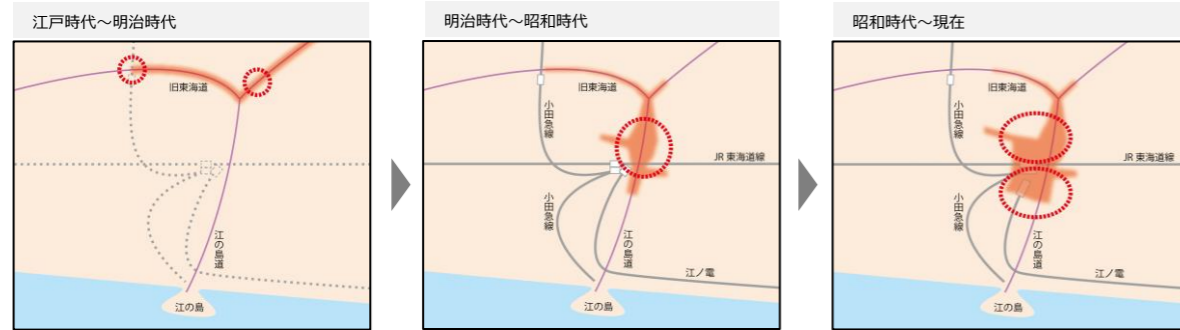 江戸時代～明治時代
旧東海道
江の島道
江の島
明治時代～昭和時代
旧東海道
小田急線
JR 東海道線
小田急線
江の島道
江ノ電
江の島
昭和時代～現在
旧東海道
小田急線
JR 東海道線
小田急線
江の島道
江ノ電
江の島